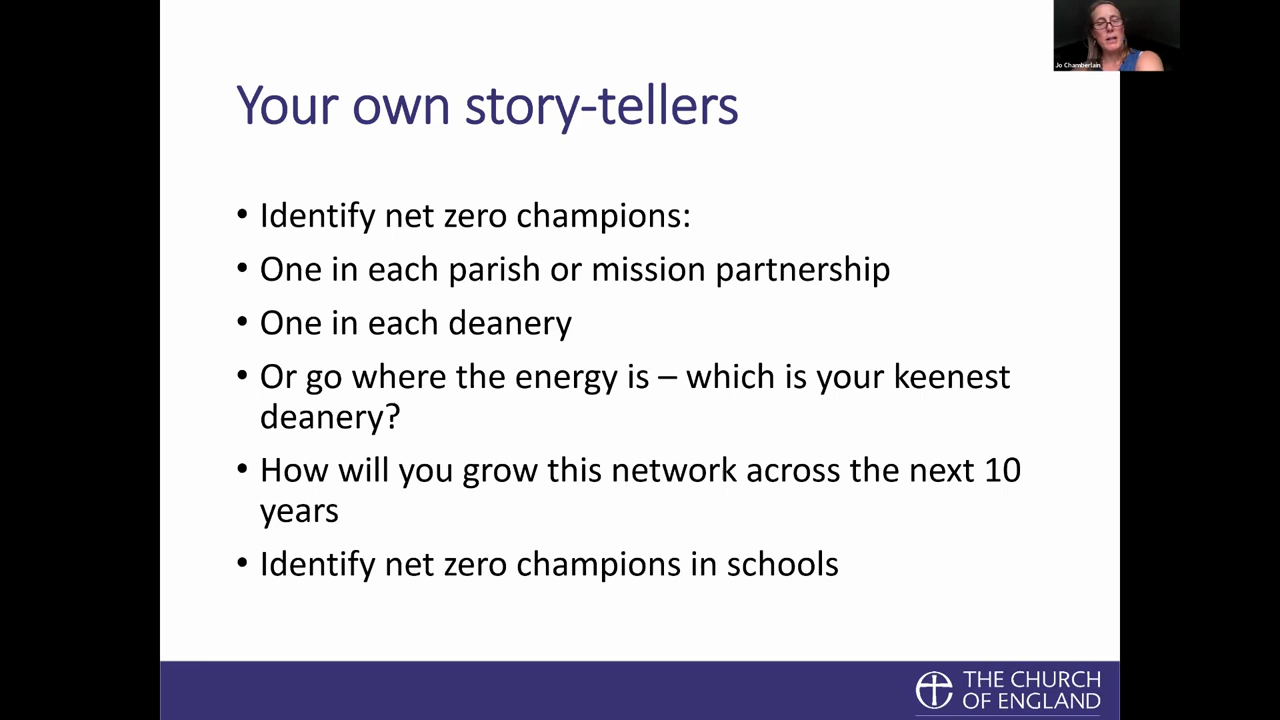 Jo Chamberlain
Your own story-tellers
• Identify net zero champions:
• One in each parish or mission partnership
• One in each deanery
• Or go where the energy is – which is your keenest
deanery?
• How will you grow this network across the next 10
years
• Identify net zero champions in schools
THE CHURCH
OF ENGLAND